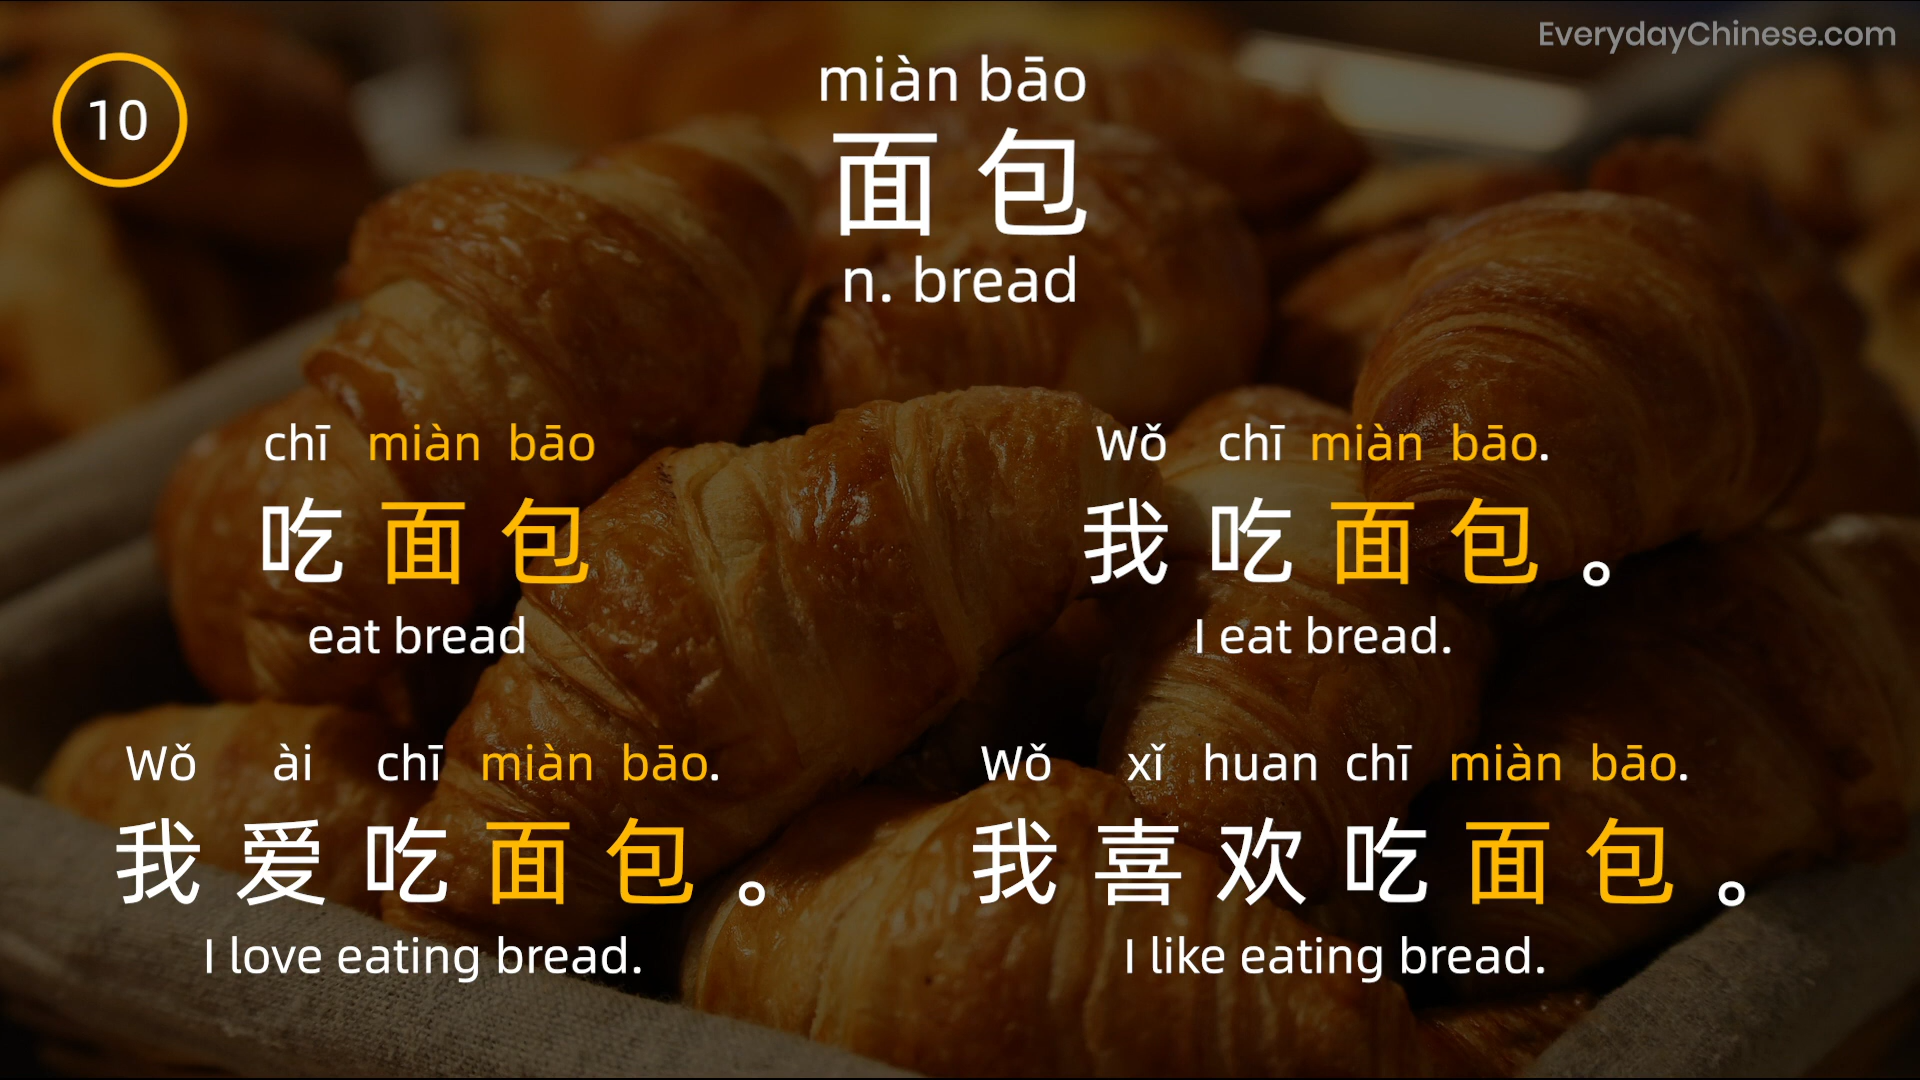 EverydayChinese.com
10
miàn bāo
面包
n. bread
chī miàn bāo
吃面包
eat bread
Wǒ chī miàn bāo.
我吃面包。
I eat bread.
Wǒ ài chī miàn bāo.
我爱吃面包。
I love eating bread.
Wǒ xǐ huan chī miàn bāo.
我喜欢吃面包。
I like eating bread.